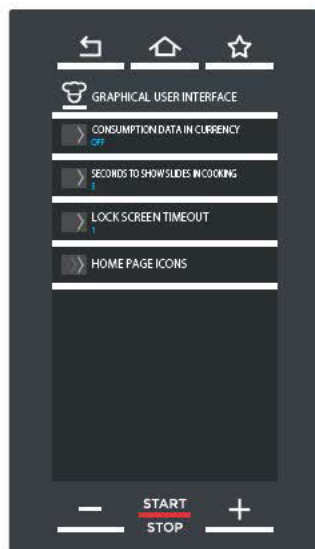 GRAPHICAL USER INTERFACE
CONSUMPTION DATA IN CURRENCY
OFF
SECONDS TO SHOW SLIDES IN COOKING
5
LOCK SCREEN TIMEOUT
1
HOME PAGE ICONS
START
STOP